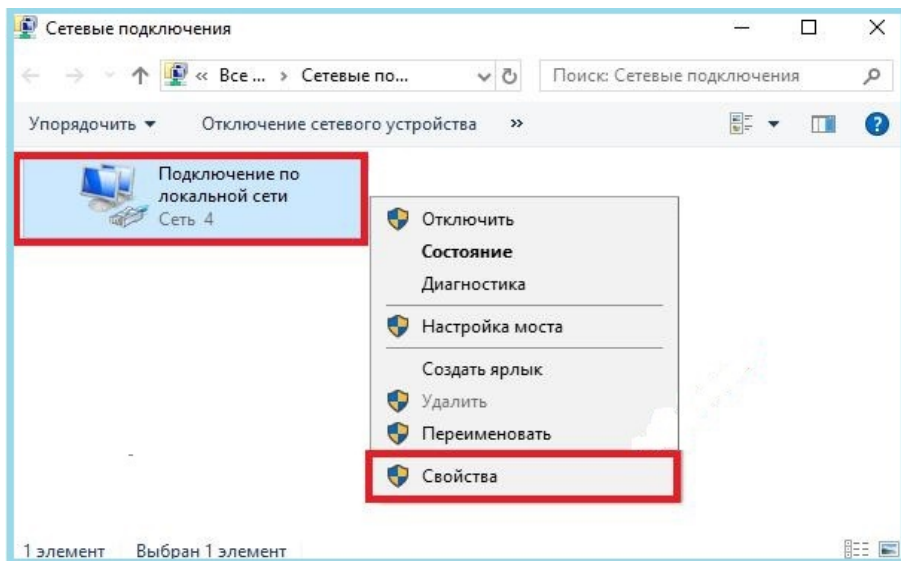 Сетевые подключения
« Все ... › Сетевые по...
Поиск: Сетевые подключения
Упорядочить
Отключение сетевого устройства »
Подключение по
локальной сети
Сеть 4
Отключить
Состояние
Диагностика
Настройка моста
Создать ярлык
Удалить
Переименовать
Свойства
1 элемент Выбран 1 элемент